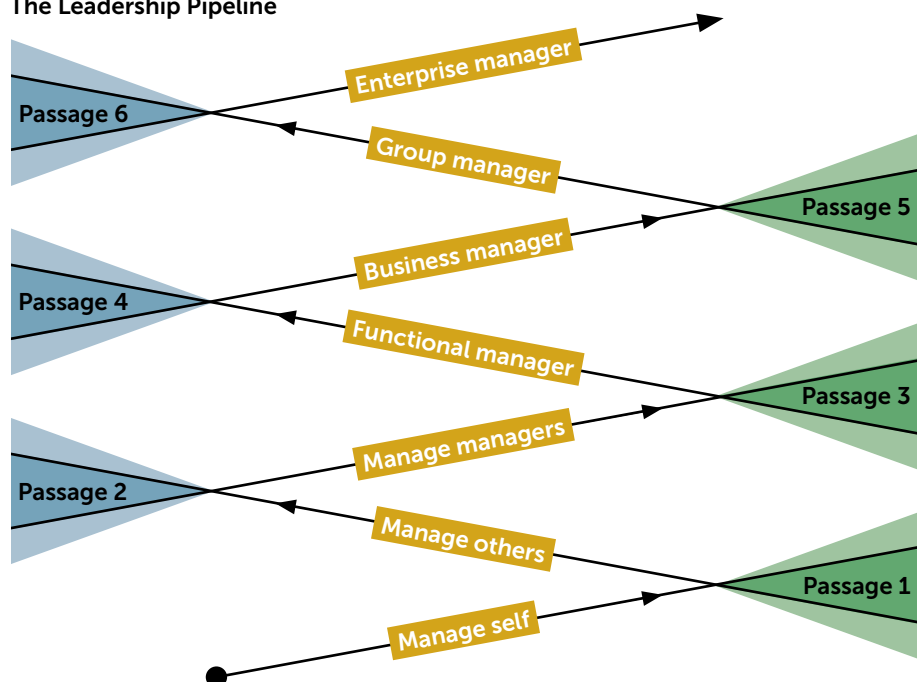 The Leadership Pipeline
Enterprise manager
Passage 6
Group manager
Passage 5
Business manager
Passage 4
Functional manager
Passage 3
Manage managers
Passage 2
Manage others
Passage 1
Manage self